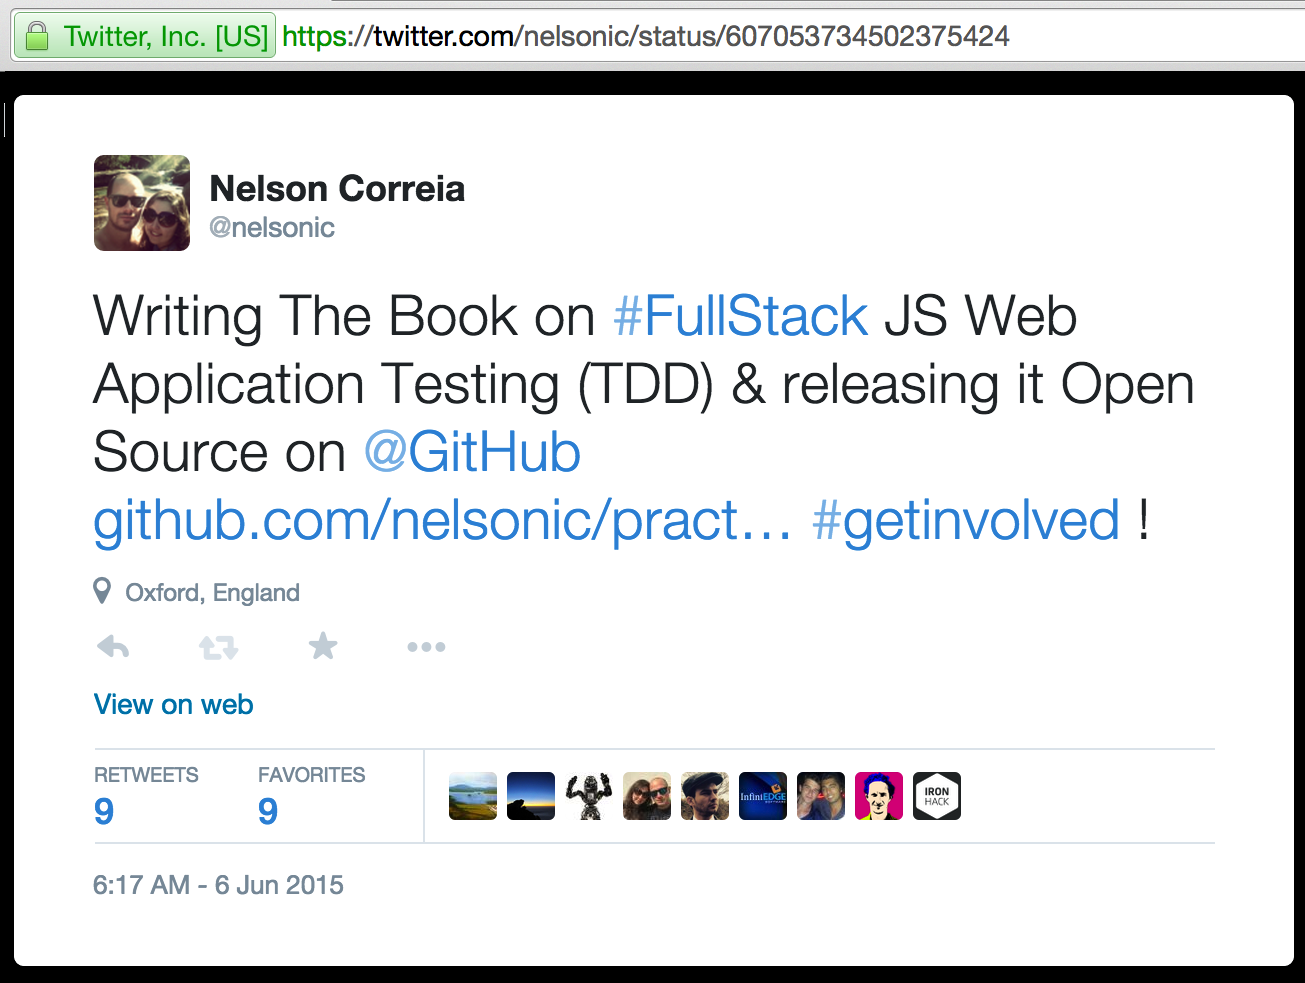 Twitter, Inc. [US] https://twitter.com/nelsonic/status/607053734502375424
Nelson Correia
@nelsonic
Writing The Book on #FullStack JS Web
Application Testing (TDD) & releasing it Open
Source on @GitHub
github.com/nelsonic/pract… #getinvolved !
Oxford, England
View on web
RETWEETS FAVORITES
9 9
InfiniEDGE
SOFTWARE
IRON
HACK
6:17 AM - 6 Jun 2015